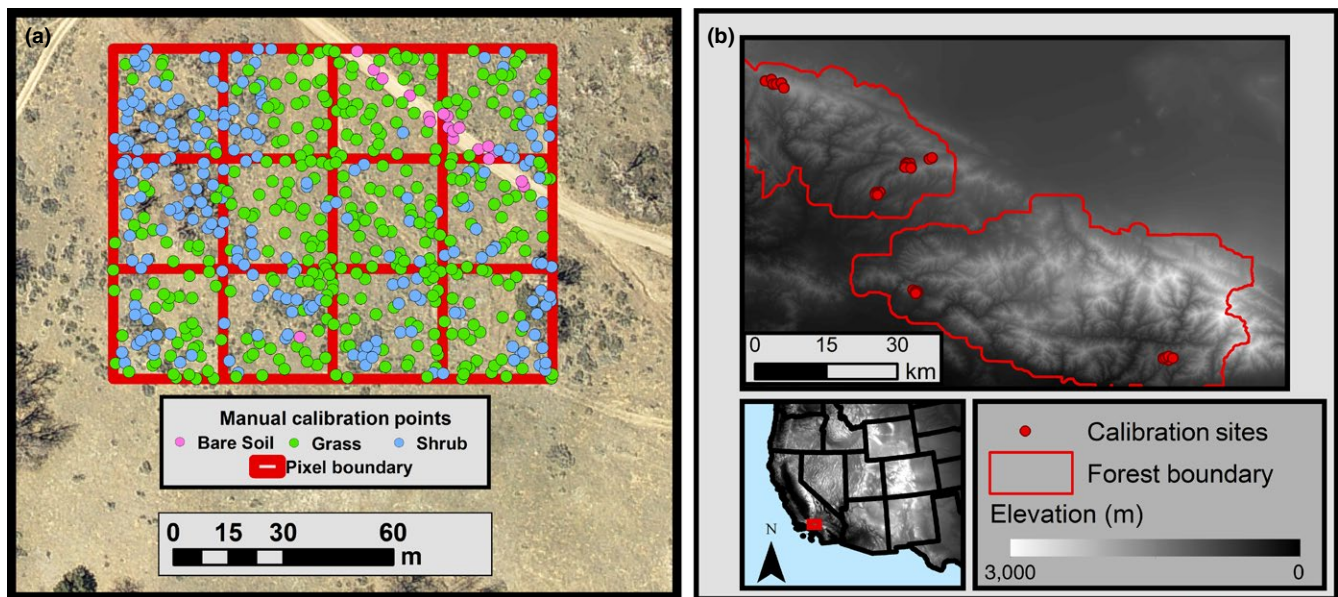 (a)
Manual calibration points
Bare Soil Grass Shrub
Pixel boundary
0 15 30 60
m
(b)
0 15 30
km
N
Calibration sites
Forest boundary
Elevation (m)
3,000 0